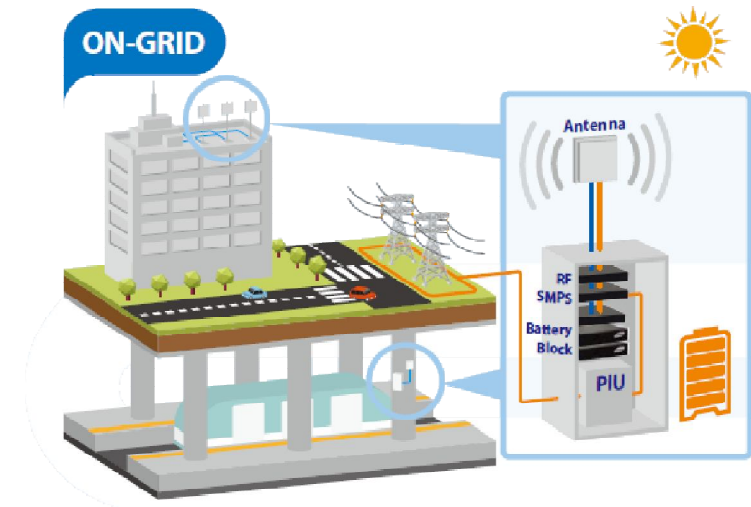 ON-GRID
Antenna
RF
SMPs
Battery
Block
PIU